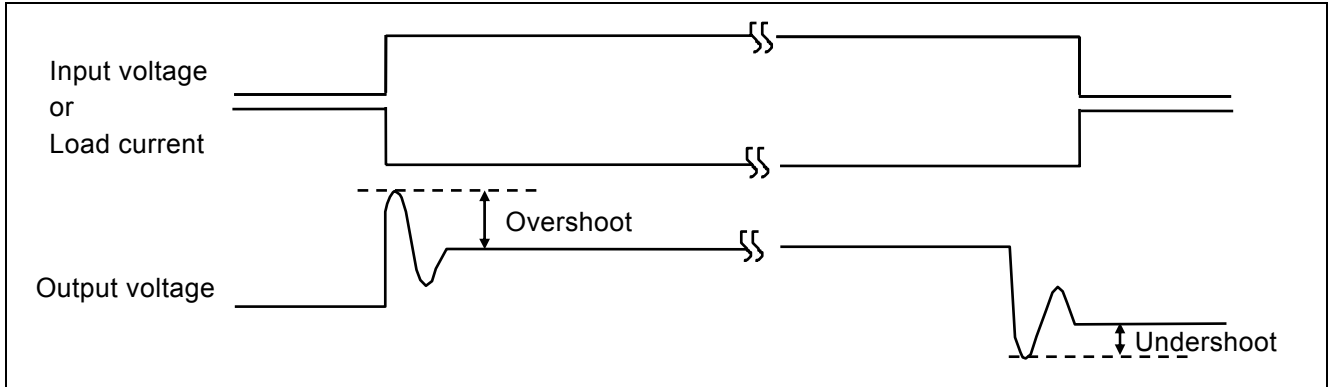 Input voltage
or
Load current
Overshoot
Output voltage
Undershoot